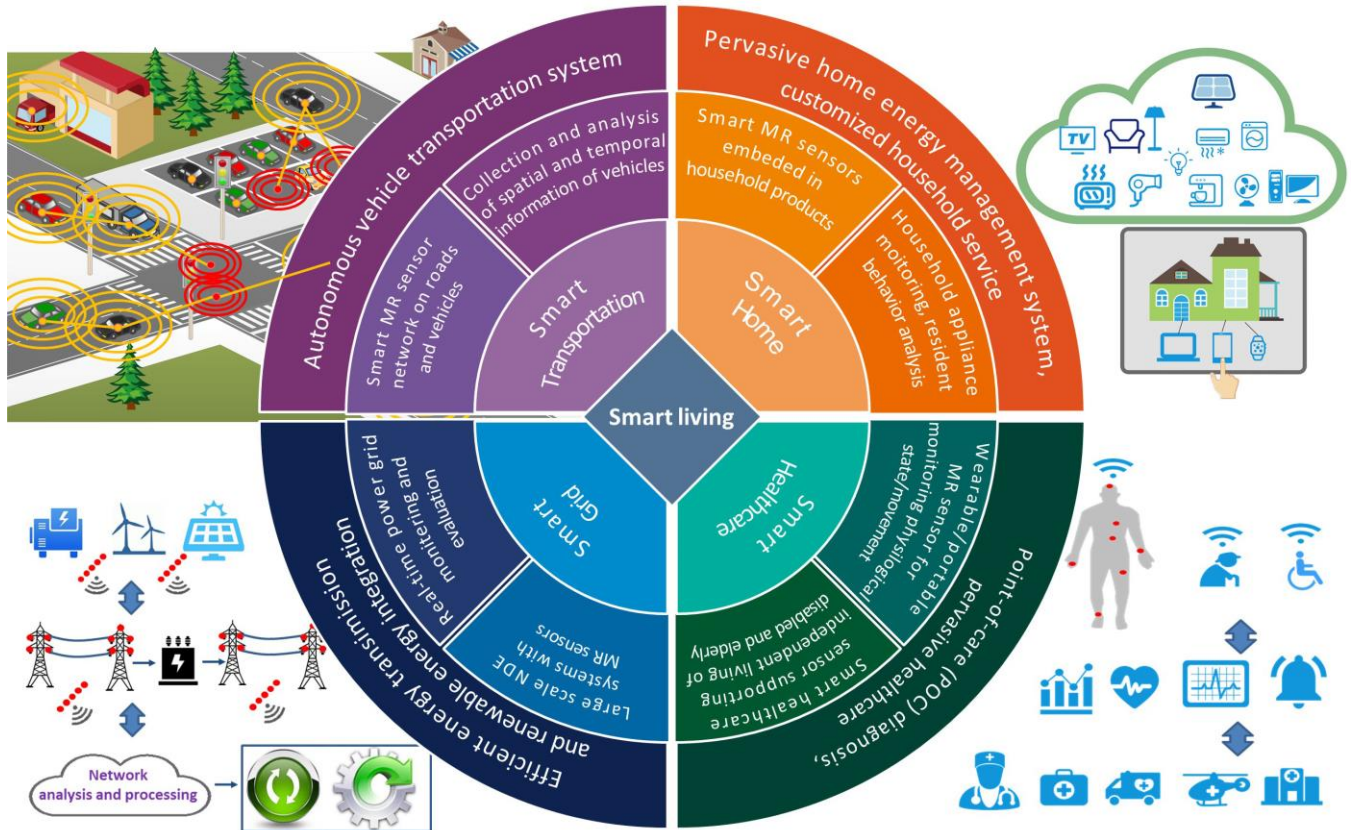 Autonomous vehicle transportation system
Collection and analysis
of spatial and temporal
information of vehicles
Smart MR sensor
network on roads
and vehicles
Smart
Transportation
Pervasive home energy management system,
customized household service
Smart MR sensors
embeded in
household products
Household appliance
moitoring, resident
behavior analysis
Smart
Home
TV
Smart living
Real-time power grid
monitering and
evaluation
Large scale NDE
systems with
MR sensors
Smart
Grid
Efficient energy transimission
and renewable energy integration
Wearable/portable
MR sensor for
monitoring physilogical
state/movement
Smart healthcare
sensor supporting
independent living of
disabled and elderly
Smart
Healthcare
Point-of-care (POC) diagnosis,
pervasive healthcare
Network
analysis and processing